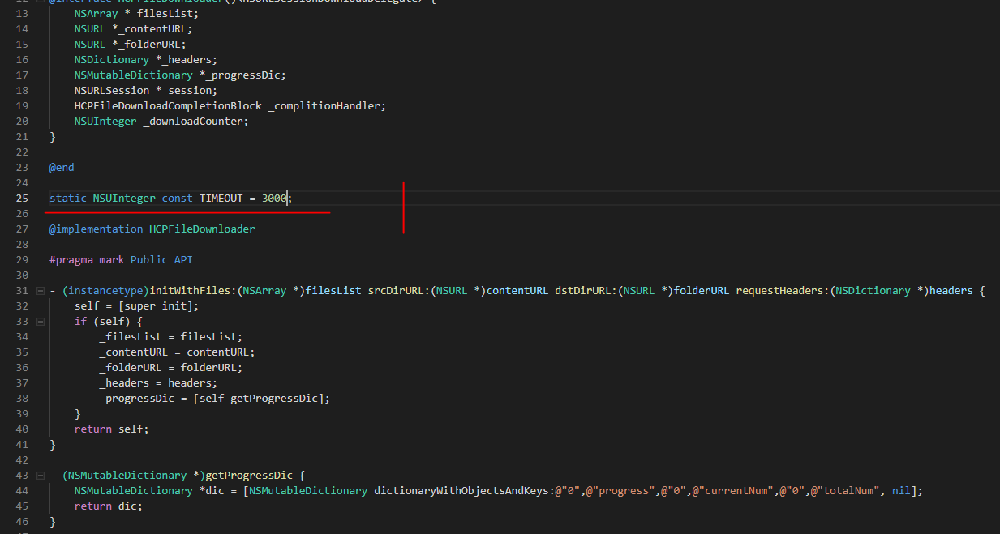 13 NSArray *_filesList;
14 NSURL *_contentURL;
15 NSURL *_folderURL;
16 NSDictionary *_headers;
17 NSMutableDictionary *_progressDic;
18 NSURLSession *_session;
19 HCPFileDownloadCompletionBlock _complitionHandler;
20 NSUInteger _downloadCounter;
21 }
22
23 @end
24
25 static NSUInteger const TIMEOUT = 3000;
26
27 @implementation HCPFileDownloader
28
29 #pragma mark Public API
30
31 - (instancetype)initWithFiles:(NSArray *)filesList srcDirURL:(NSURL *)contentURL dstDirURL:(NSURL *)folderURL requestHeaders:(NSDictionary *)headers {
32 self = [super init];
33 if (self) {
34 _filesList = filesList;
35 _contentURL = contentURL;
36 _folderURL = folderURL;
37 _headers = headers;
38 _progressDic = [self getProgressDic];
39 }
40 return self;
41 }
42
43 - (NSMutableDictionary *)getProgressDic {
44 NSMutableDictionary *dic = [NSMutableDictionary dictionaryWithObjectsAndKeys:@"0",@"progress",@"0",@"currentNum",@"0",@"totalNum", nil];
45 return dic;
46 }